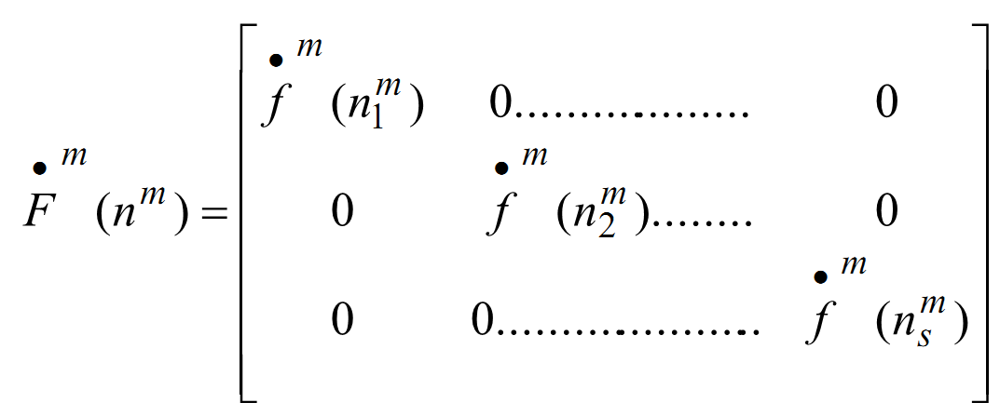 ḟ^m (n_1^m) 0.................. 0
Ḟ^m (n^m) = 0 ḟ^m (n_2^m)........ 0
0 0.................... ḟ^m (n_s^m)